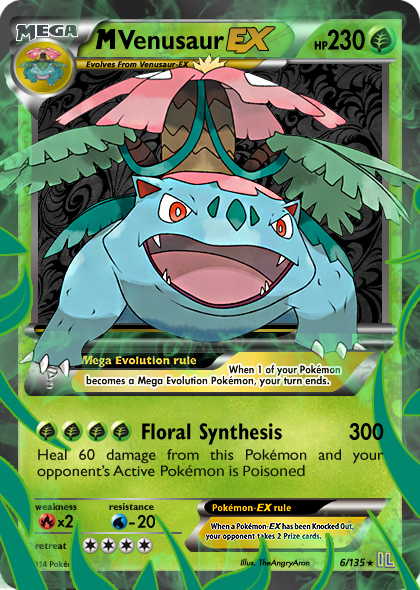 MEGA
M Venusaur EX HP 230
Evolves From Venusaur-EX
Mega Evolution rule
When 1 of your Pokémon
becomes a Mega Evolution Pokémon, your turn ends.
Floral Synthesis 300
Heal 60 damage from this Pokémon and your
opponent's Active Pokémon is Poisoned
weakness resistance
×2 -20
retreat
Pokémon-EX rule
When a Pokémon-EX has been Knocked Out,
your opponent takes 2 Prize cards.
Illus. TheAngryAron 6/135 ★ IL